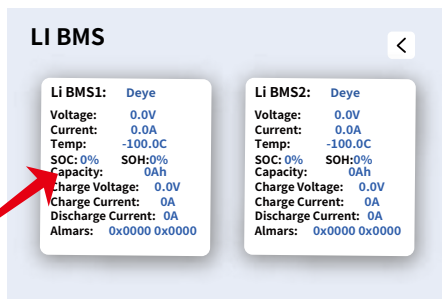 LI BMS
Li BMS1: Deye
Voltage: 0.0V
Current: 0.0A
Temp: -100.0C
SOC: 0% SOH:0%
Capacity: 0Ah
Charge Voltage: 0.0V
Charge Current: 0A
Discharge Current: 0A
Almars: 0x0000 0x0000
Li BMS2: Deye
Voltage: 0.0V
Current: 0.0A
Temp: -100.0C
SOC: 0% SOH:0%
Capacity: 0Ah
Charge Voltage: 0.0V
Charge Current: 0A
Discharge Current: 0A
Almars: 0x0000 0x0000